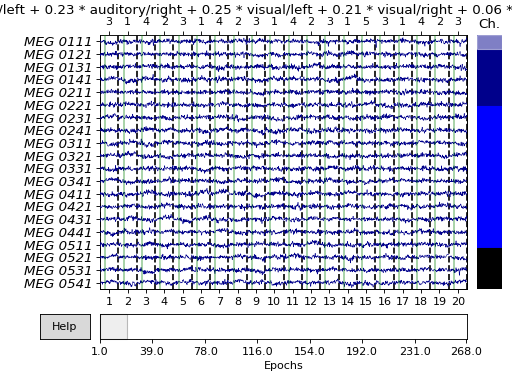 /left + 0.23 * auditory/right + 0.25 * visual/left + 0.21 * visual/right + 0.06 *
3 1 4 2 3 1 4 2 3 1 4 2 3 1 5 3 1 4 2 3
Ch.
MEG 0111
MEG 0121
MEG 0131
MEG 0141
MEG 0211
MEG 0221
MEG 0231
MEG 0241
MEG 0311
MEG 0321
MEG 0331
MEG 0341
MEG 0411
MEG 0421
MEG 0431
MEG 0441
MEG 0511
MEG 0521
MEG 0531
MEG 0541
1 2 3 4 5 6 7 8 9 10 11 12 13 14 15 16 17 18 19 20
Help
1.0 39.0 78.0 116.0 154.0 192.0 231.0 268.0
Epochs